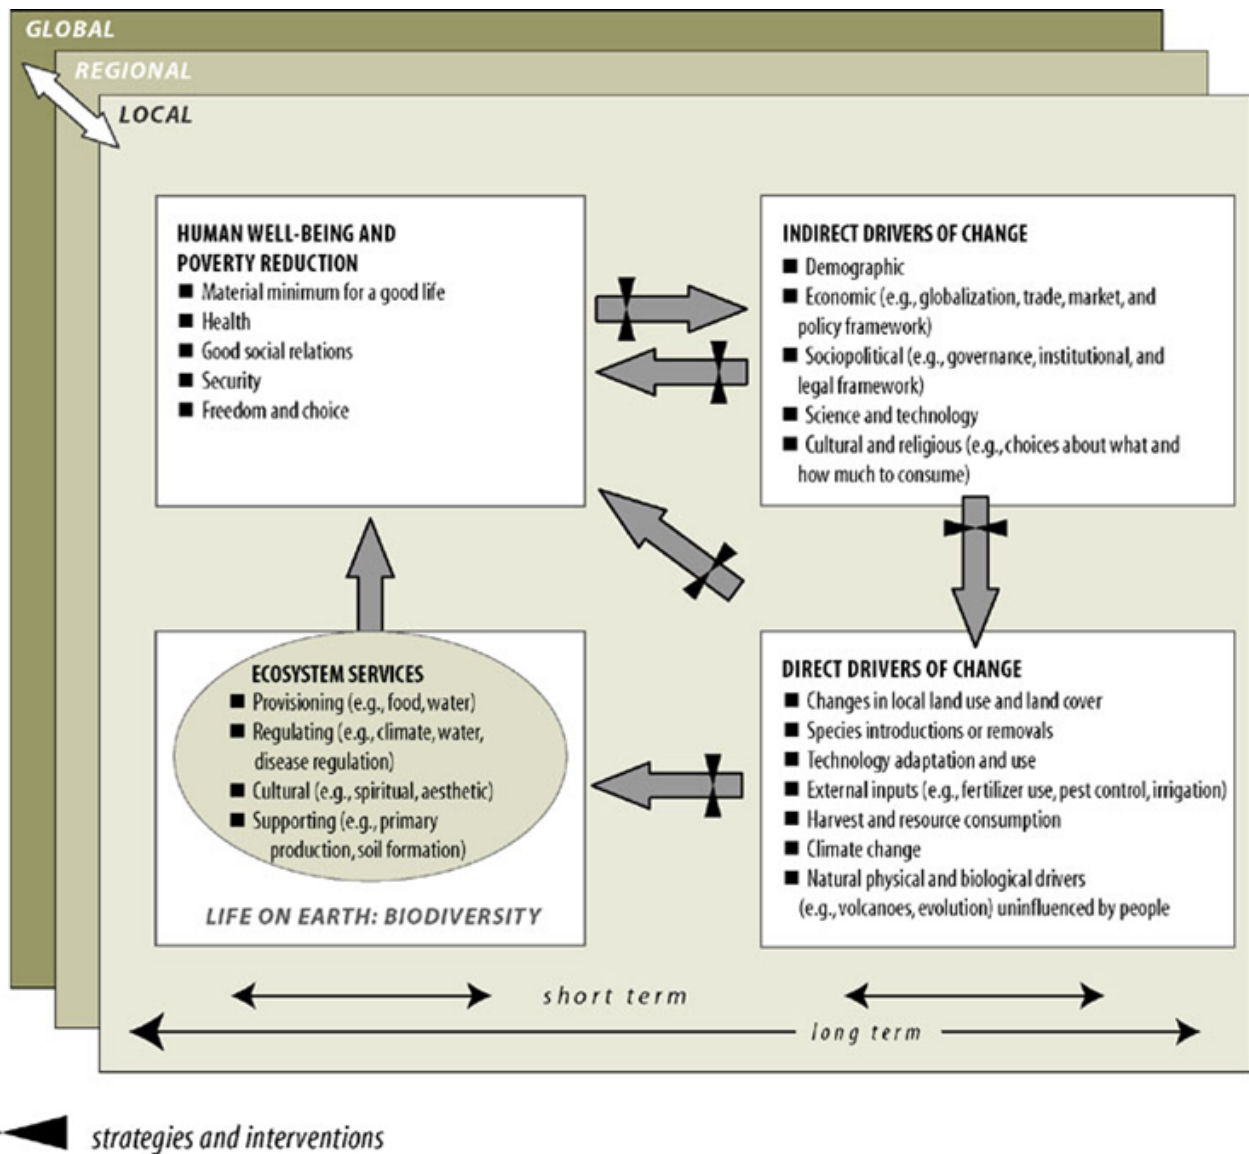 GLOBAL
REGIONAL
LOCAL
HUMAN WELL-BEING AND
POVERTY REDUCTION
■ Material minimum for a good life
■ Health
■ Good social relations
■ Security
■ Freedom and choice
INDIRECT DRIVERS OF CHANGE
■ Demographic
■ Economic (e.g., globalization, trade, market, and
policy framework)
■ Sociopolitical (e.g., governance, institutional, and
legal framework)
■ Science and technology
■ Cultural and religious (e.g., choices about what and
how much to consume)
ECOSYSTEM SERVICES
■ Provisioning (e.g., food, water)
■ Regulating (e.g., climate, water,
disease regulation)
■ Cultural (e.g., spiritual, aesthetic)
■ Supporting (e.g., primary
production, soil formation)
LIFE ON EARTH: BIODIVERSITY
DIRECT DRIVERS OF CHANGE
■ Changes in local land use and land cover
■ Species introductions or removals
■ Technology adaptation and use
■ External inputs (e.g., fertilizer use, pest control, irrigation)
■ Harvest and resource consumption
■ Climate change
■ Natural physical and biological drivers
(e.g., volcanoes, evolution) uninfluenced by people
short term
long term
strategies and interventions